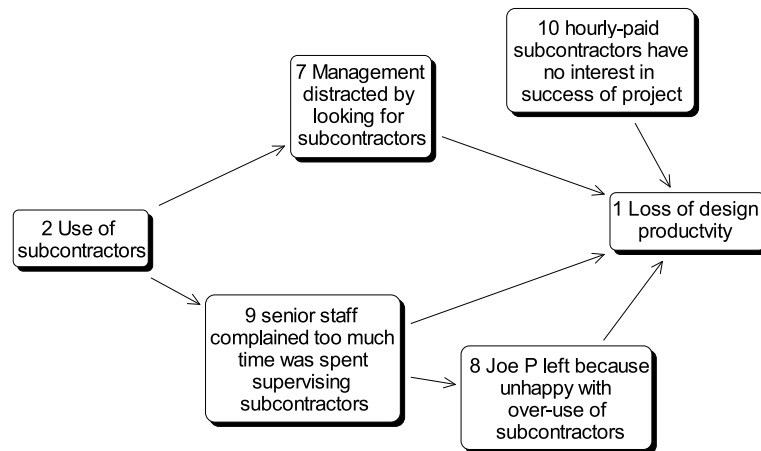 10 hourly-paid
subcontractors have
no interest in
success of project
7 Management
distracted by
looking for
subcontractors
1 Loss of design
productvity
2 Use of
subcontractors
9 senior staff
complained too much
time was spent
supervising
subcontractors
8 Joe P left because
unhappy with
over-use of
subcontractors